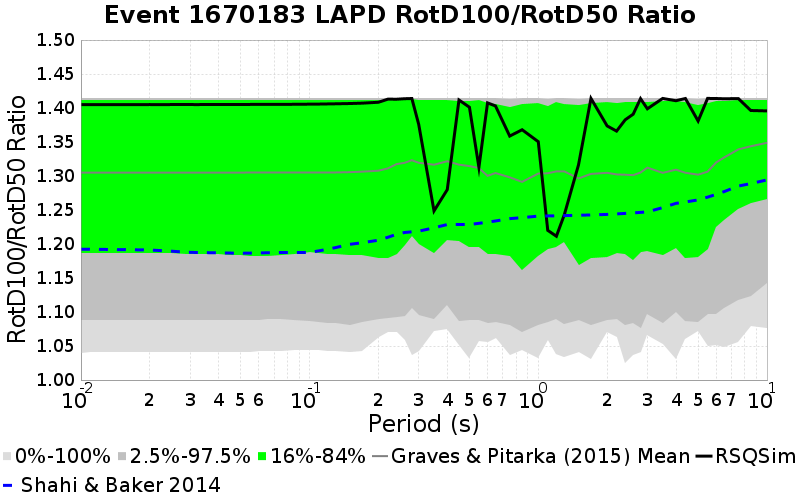 Event 1670183 LAPD RotD100/RotD50 Ratio
RotD100/RotD50 Ratio
1.50
1.45
1.40
1.35
1.30
1.25
1.20
1.15
1.10
1.05
1.00
10-2 2 3 4 5 6 10-1 2 3 4 5 6 7 100 2 3 4 5 6 7 101
Period (s)
0%-100% 2.5%-97.5% 16%-84% Graves & Pitarka (2015) Mean RSQSim
Shahi & Baker 2014